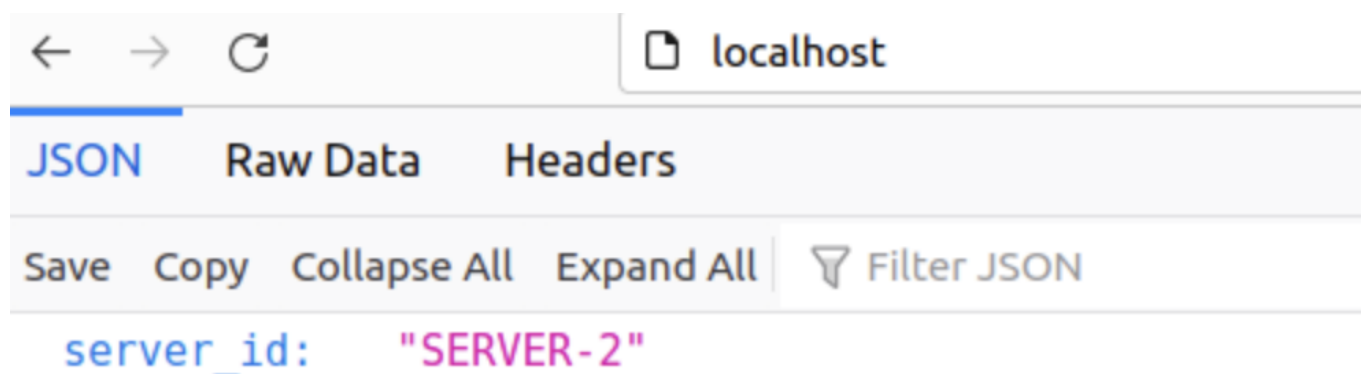 localhost
JSON Raw Data Headers
Save Copy Collapse All Expand All Filter JSON
server_id: "SERVER-2"